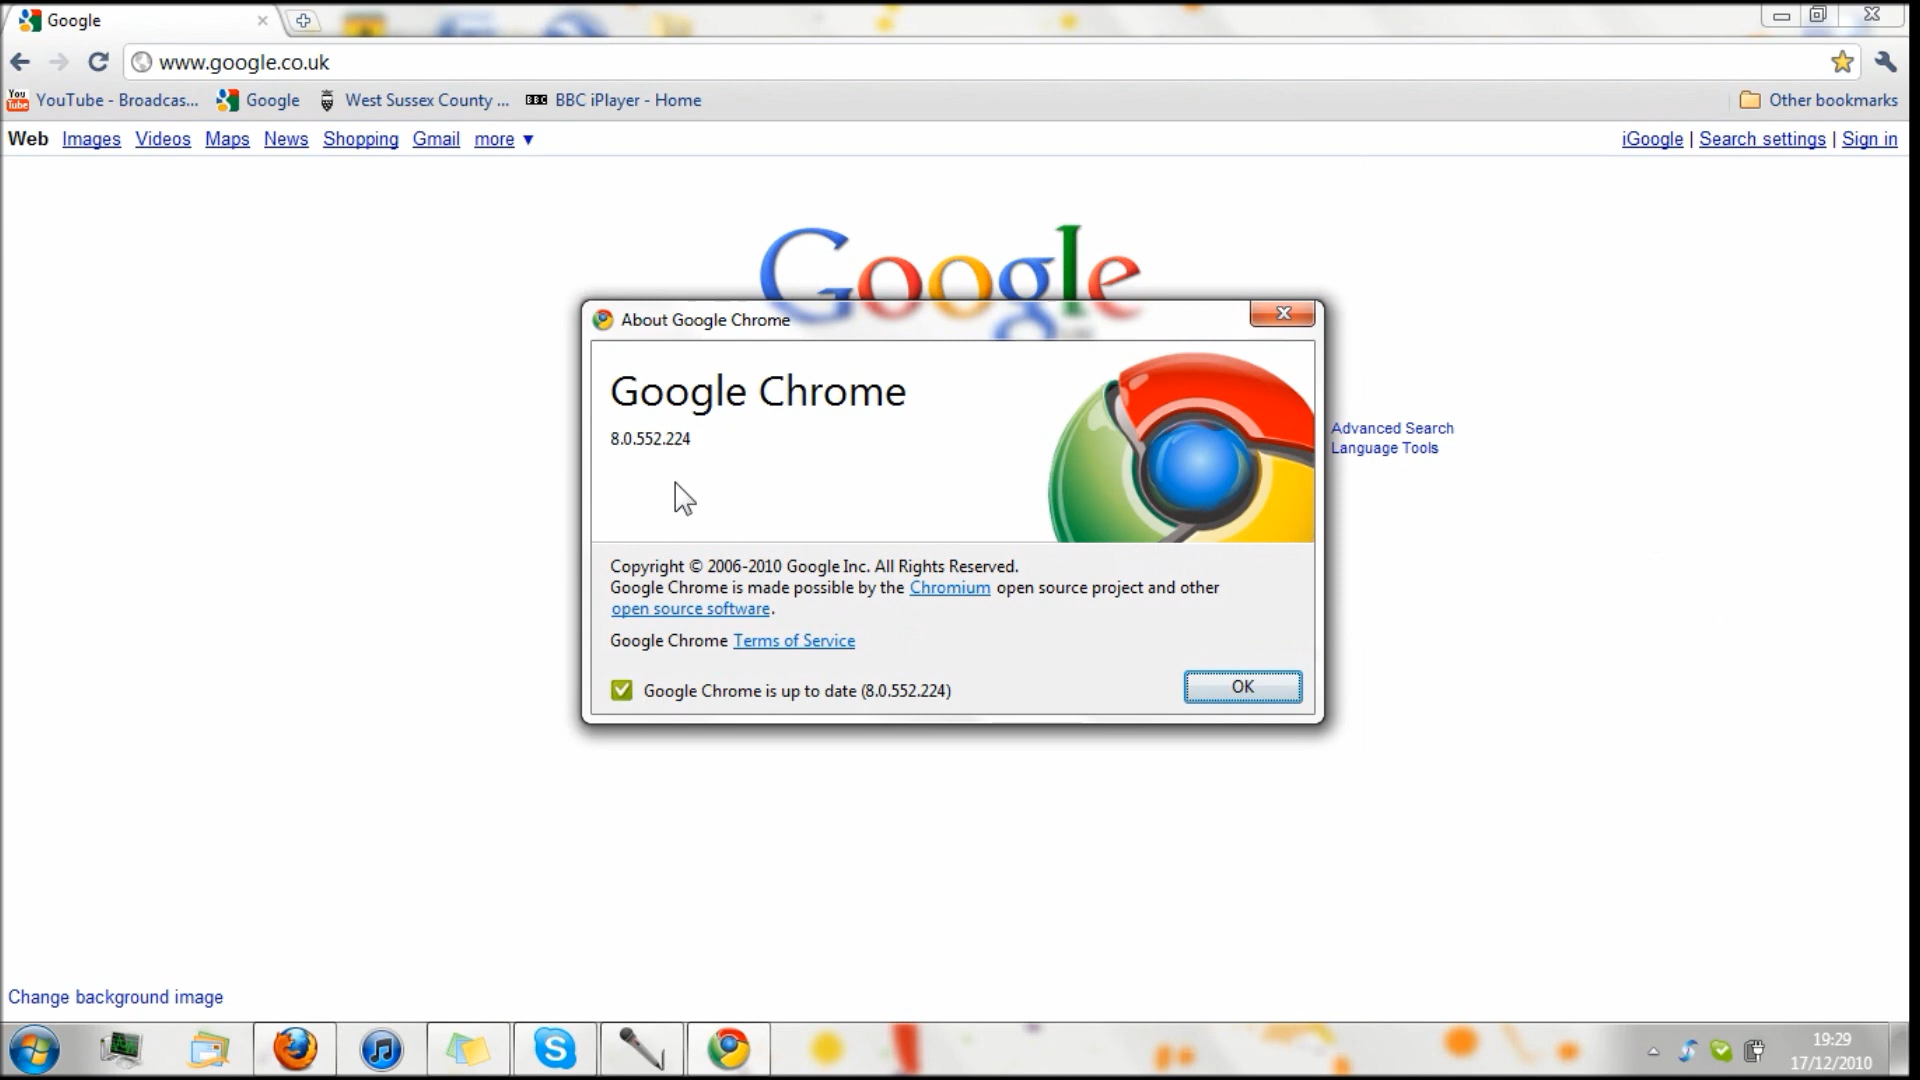 Google
www.google.co.uk
You Tube YouTube - Broadcas... Google West Sussex County ... BBC BBC iPlayer - Home Other bookmarks
Web Images Videos Maps News Shopping Gmail more ▼ iGoogle | Search settings | Sign in
Google
About Google Chrome
Google Chrome
8.0.552.224
Advanced Search
Language Tools
Copyright © 2006-2010 Google Inc. All Rights Reserved.
Google Chrome is made possible by the Chromium open source project and other
open source software.
Google Chrome Terms of Service
Google Chrome is up to date (8.0.552.224)
OK
Change background image
19:29
17/12/2010